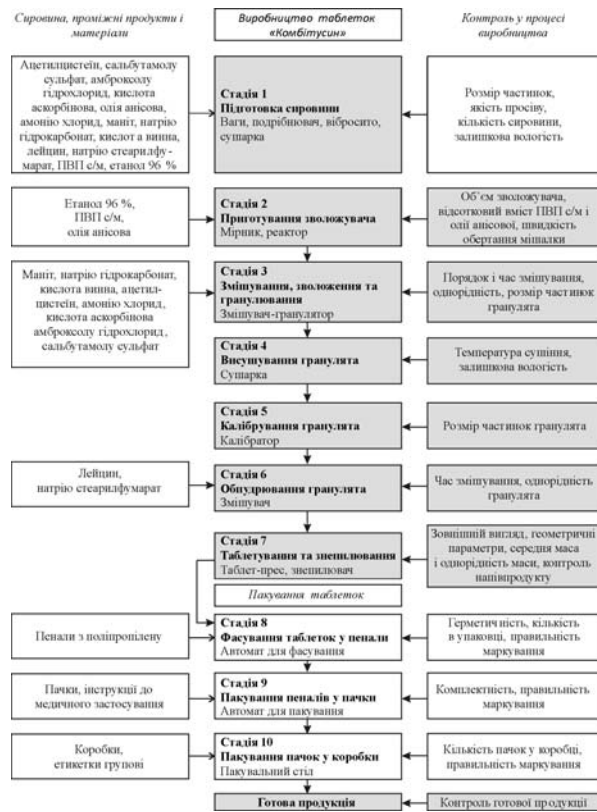 Сировина, проміжні продукти і
матеріали
Виробництво таблеток
«Комбітусин»
Контроль у процесі
виробництва
Ацетилцистеїн, сальбутамолу
сульфат, амброксолу
гідрохлорид, кислота
аскорбінова, олія анісова,
амонію хлорид, маніт, натрію
гідрокарбонат, кислота винна,
лейцин, натрію стеарилфу-
марат, ПВП с/м, етанол 96 %
Стадія 1
Підготовка сировини
Ваги, подрібнювач, вібросито,
сушарка
Розмір частинок,
якість просіву,
кількість сировини,
залишкова вологість
Етанол 96 %,
ПВП с/м,
олія анісова
Стадія 2
Приготування зволожувача
Мірник, реактор
Об`єм зволожувача,
відсотковий вміст ПВП с/м і
олії анісової, швидкість
обертання мішалки
Маніт, натрію гідрокарбонат,
кислота винна, ацетил-
цистеїн, амонію хлорид,
кислота аскорбінова
амброксолу гідрохлорид,
сальбутамолу сульфат
Стадія 3
Змішування, зволоження та
гранулювання
Змішувач-гранулятор
Порядок і час змішування,
однорідність, розмір частинок
гранулята
Стадія 4
Висушування гранулята
Сушарка
Температура сушіння,
залишкова вологість
Стадія 5
Калібрування гранулята
Калібратор
Розмір частинок гранулята
Лейцин,
натрію стеарилфумарат
Стадія 6
Обпудрювання гранулята
Змішувач
Час змішування, однорідність
гранулята
Стадія 7
Таблетування та знепилювання
Таблет-прес, знепилювач
Зовнішній вигляд, геометричні
параметри, середня маса
і однорідність маси, контроль
напівпродукту
Пакування таблеток
Пенали з поліпропілену
Стадія 8
Фасування таблеток у пенали
Автомат для фасування
Герметичність, кількість
в упаковці, правильність
маркування
Пачки, інструкції до
медичного застосування
Стадія 9
Пакування пеналів у пачки
Автомат для пакування
Комплектність, правильність
маркування
Коробки,
етикетки групові
Стадія 10
Пакування пачок у коробки
Пакувальний стіл
Кількість пачок у коробці,
правильність маркування
Готова продукція
Контроль готової продукції